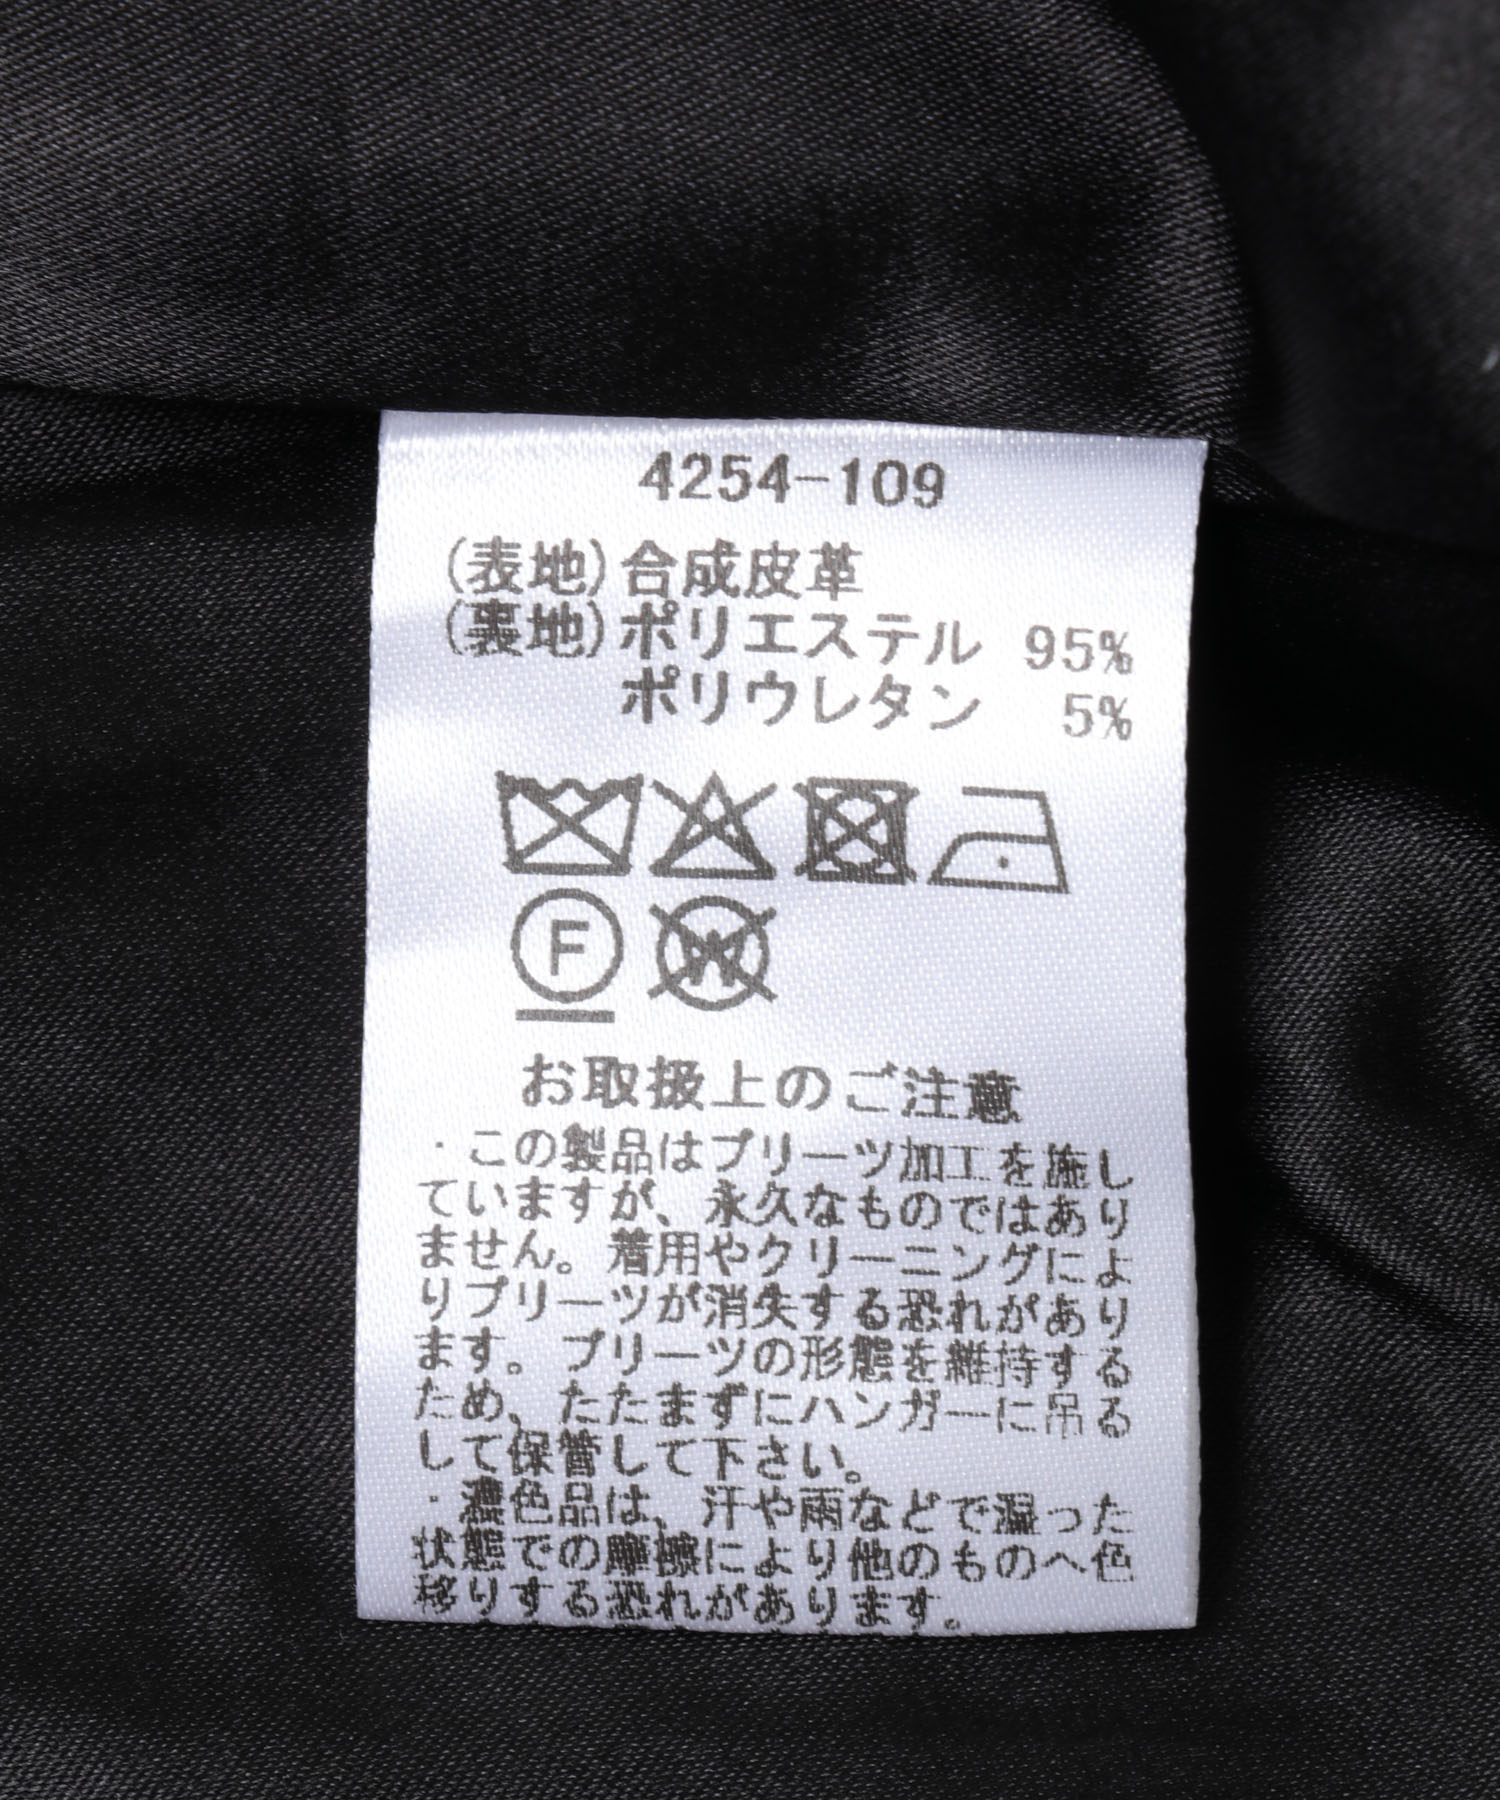 4254-109
(表地)合成皮革
(裏地)ポリエステル 95%
ポリウレタン 5%
F
W
お取扱上のご注意
・この製品はプリーツ加工を施し
ていますが、永久なものではあり
ません。着用やクリーニングによ
りプリーツが消失する恐れがあり
ます。プリーツの形態を維持する
ため、たたまずにハンガーに吊る
して保管して下さい。
・濃色品は、汗や雨などで湿った
状態での摩擦により他のものへ色
移りする恐れがあります。